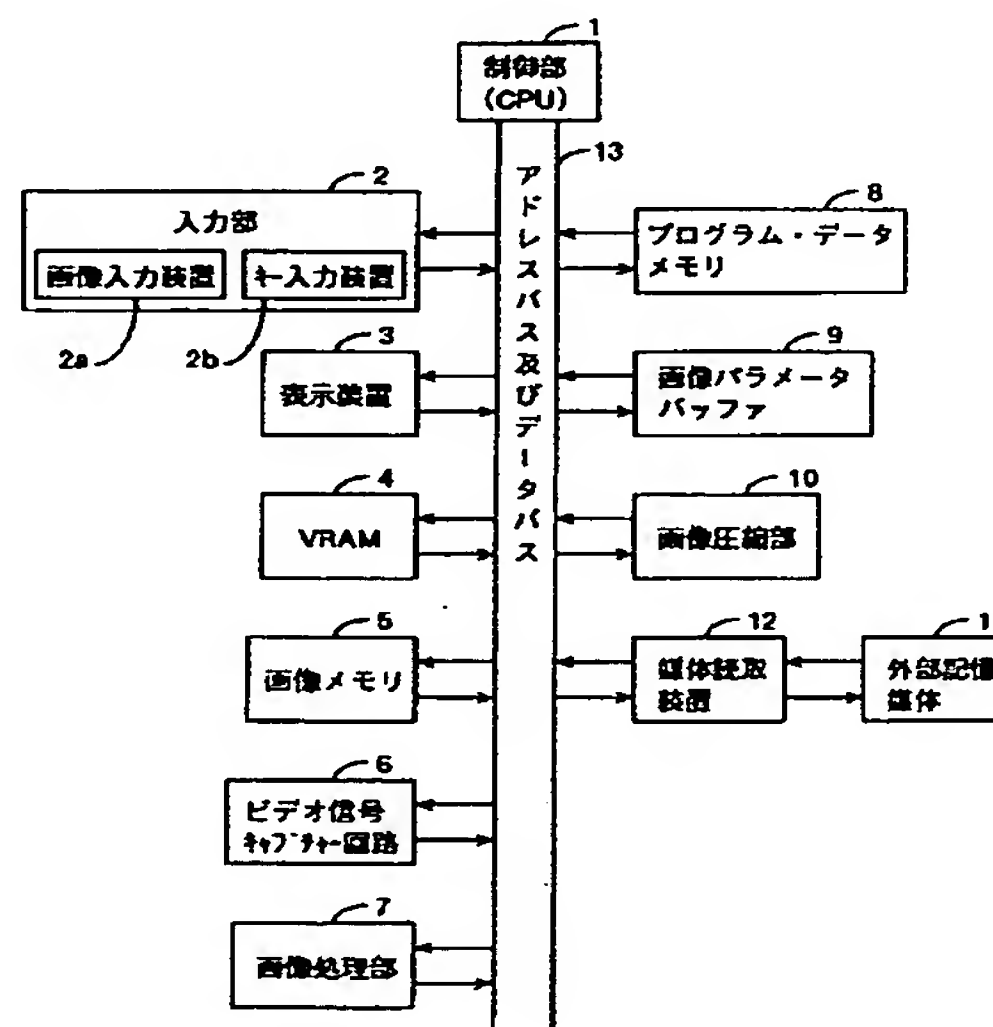 1
制御部
(CPU)
13
アドレスバス及びデータバス
2
入力部
画像入力装置
キー入力装置
2a
2b
3
表示装置
4
VRAM
5
画像メモリ
6
ビデオ信号
キャプチャー回路
7
画像処理部
8
プログラム・データ
メモリ
9
画像パラメータ
バッファ
10
画像圧縮部
12
媒体読取
装置
1
外部記憶
媒体